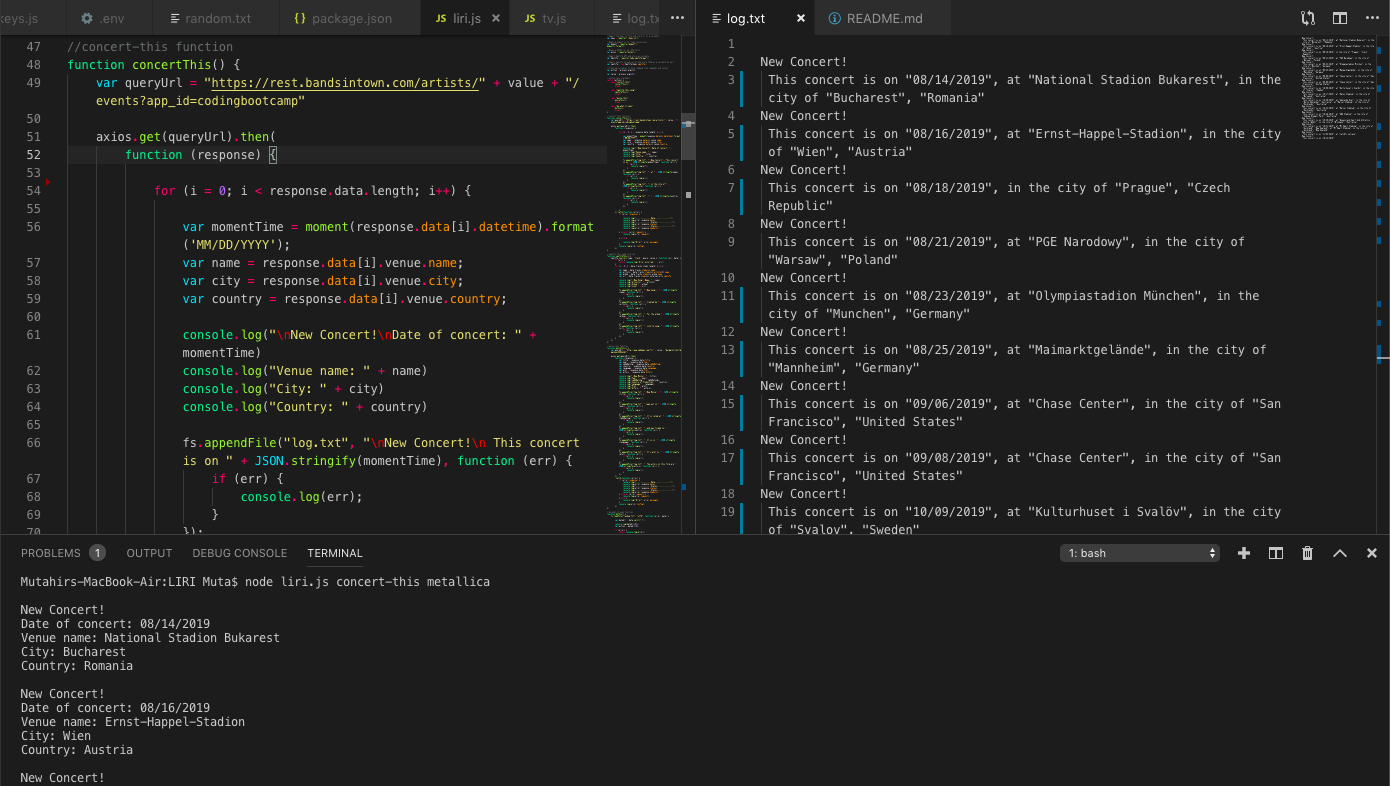 keys.js .env random.txt {} package.json JS liri.js × JS tv.js log.tx ···
47 //concert-this function
48 function concertThis() {
49 var queryUrl = "https://rest.bandsintown.com/artists/" + value + "/
events?app_id=codingbootcamp"
50
51 axios.get(queryUrl).then(
52 function (response) {
53
54 for (i = 0; i < response.data.length; i++) {
55
56 var momentTime = moment(response.data[i].datetime).format
('MM/DD/YYYY');
57 var name = response.data[i].venue.name;
58 var city = response.data[i].venue.city;
59 var country = response.data[i].venue.country;
60
61 console.log("\nNew Concert!\nDate of concert: " +
momentTime)
62 console.log("Venue name: " + name)
63 console.log("City: " + city)
64 console.log("Country: " + country)
65
66 fs.appendFile("log.txt", "\nNew Concert!\n This concert
is on " + JSON.stringify(momentTime), function (err) {
67 if (err) {
68 console.log(err);
69 }
70 });
log.txt × README.md ···
1
2 New Concert!
3 This concert is on "08/14/2019", at "National Stadion Bukarest", in the
city of "Bucharest", "Romania"
4 New Concert!
5 This concert is on "08/16/2019", at "Ernst-Happel-Stadion", in the city
of "Wien", "Austria"
6 New Concert!
7 This concert is on "08/18/2019", in the city of "Prague", "Czech
Republic"
8 New Concert!
9 This concert is on "08/21/2019", at "PGE Narodowy", in the city of
"Warsaw", "Poland"
10 New Concert!
11 This concert is on "08/23/2019", at "Olympiastadion München", in the
city of "Munchen", "Germany"
12 New Concert!
13 This concert is on "08/25/2019", at "Maimarktgelände", in the city of
"Mannheim", "Germany"
14 New Concert!
15 This concert is on "09/06/2019", at "Chase Center", in the city of "San
Francisco", "United States"
16 New Concert!
17 This concert is on "09/08/2019", at "Chase Center", in the city of "San
Francisco", "United States"
18 New Concert!
19 This concert is on "10/09/2019", at "Kulturhuset i Svalöv", in the city
of "Svalov", "Sweden"
PROBLEMS 1 OUTPUT DEBUG CONSOLE TERMINAL 1: bash
Mutahirs-MacBook-Air:LIRI Muta$ node liri.js concert-this metallica
New Concert!
Date of concert: 08/14/2019
Venue name: National Stadion Bukarest
City: Bucharest
Country: Romania
New Concert!
Date of concert: 08/16/2019
Venue name: Ernst-Happel-Stadion
City: Wien
Country: Austria
New Concert!